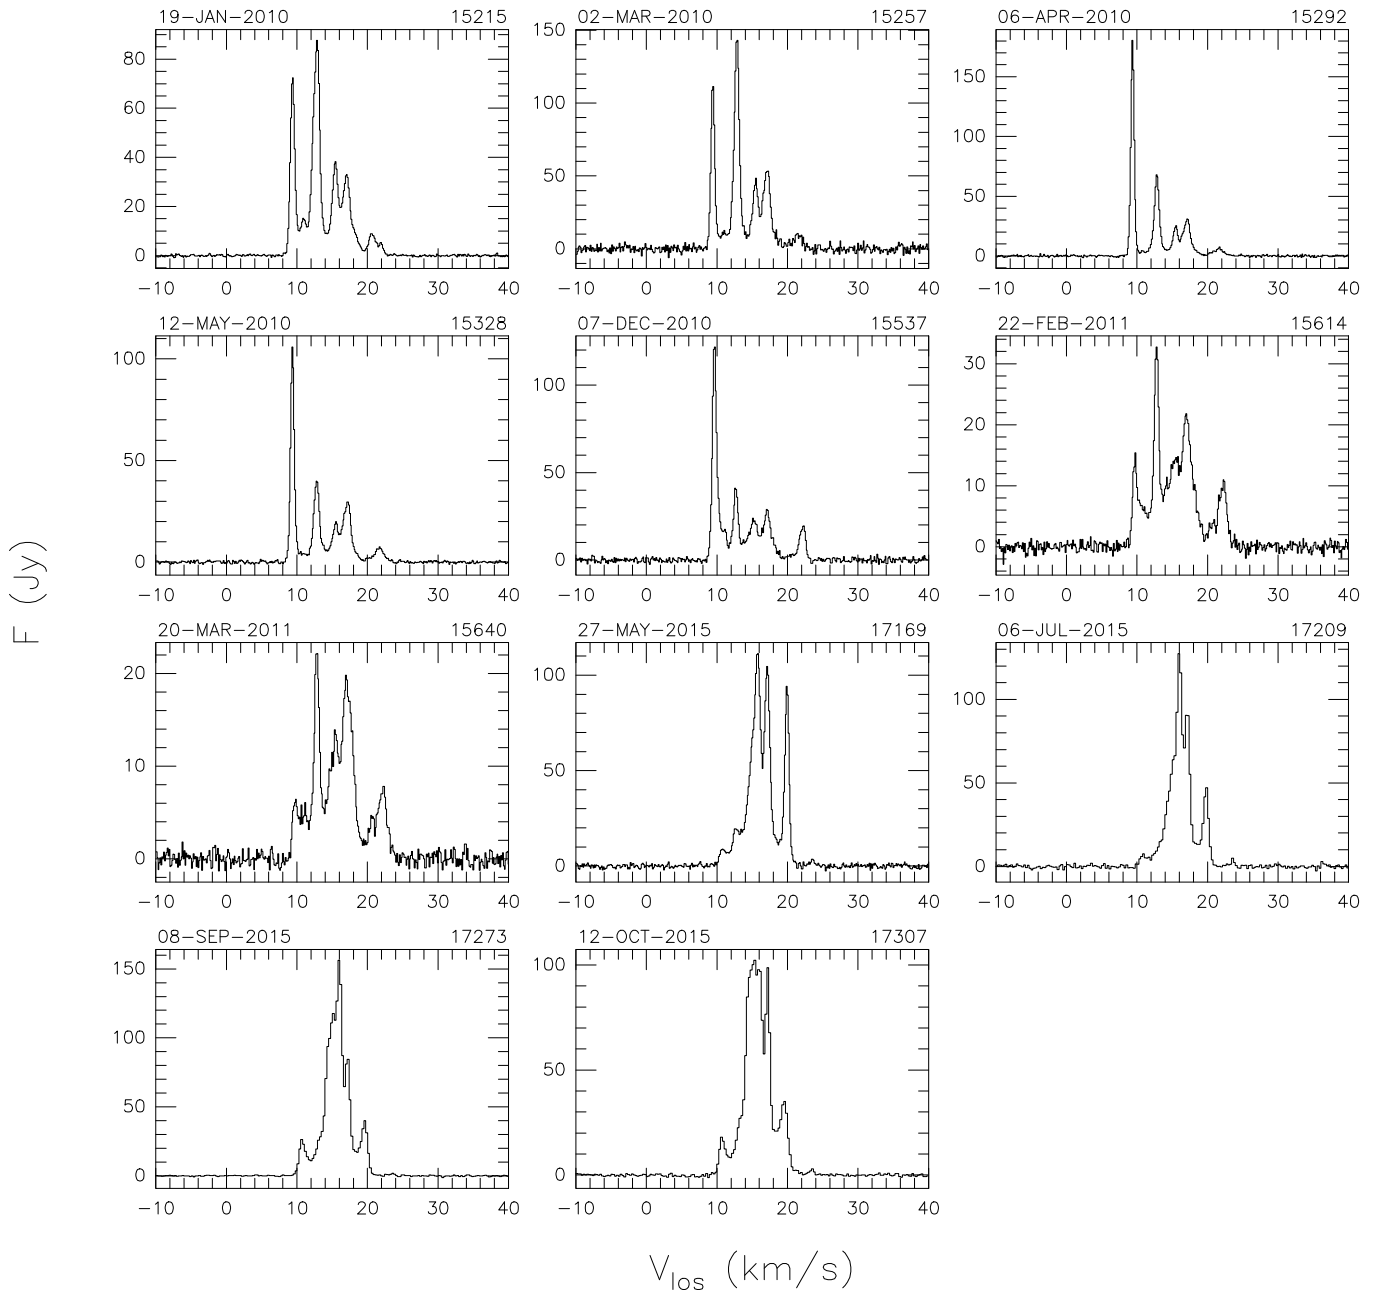 19-JAN-2010 15215 02-MAR-2010 15257 06-APR-2010 15292
80 60 40 20 0
150 100 50 0
150 100 50 0
-10 0 10 20 30 40 -10 0 10 20 30 40 -10 0 10 20 30 40
12-MAY-2010 15328 07-DEC-2010 15537 22-FEB-2011 15614
100 50 0
100 50 0
30 20 10 0
-10 0 10 20 30 40 -10 0 10 20 30 40 -10 0 10 20 30 40
F (Jy)
20-MAR-2011 15640 27-MAY-2015 17169 06-JUL-2015 17209
20 10 0
100 50 0
100 50 0
-10 0 10 20 30 40 -10 0 10 20 30 40 -10 0 10 20 30 40
08-SEP-2015 17273 12-OCT-2015 17307
150 100 50 0
100 50 0
-10 0 10 20 30 40 -10 0 10 20 30 40
Vlos (km/s)